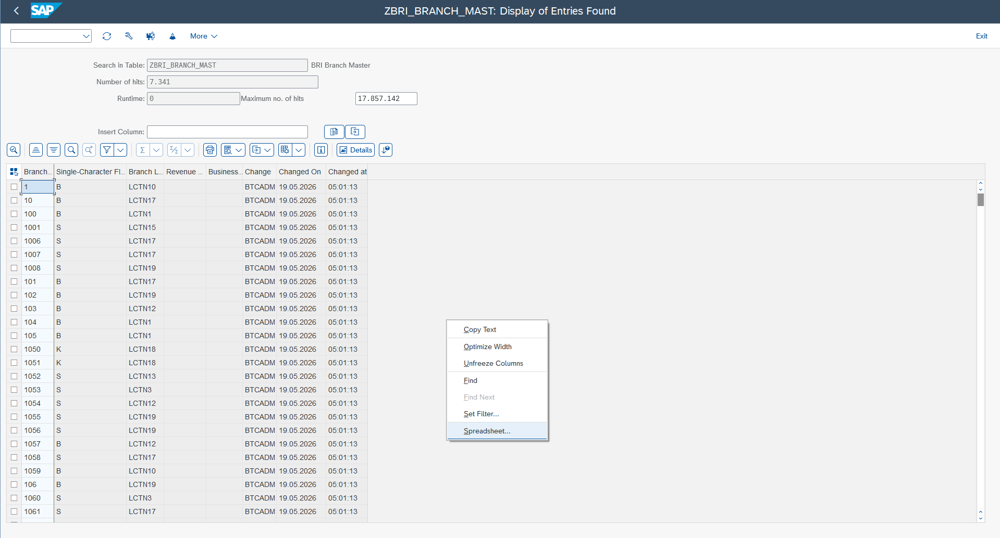 SAP ZBRI_BRANCH_MAST: Display of Entries Found
More Exit
Search in Table: ZBRI_BRANCH_MAST BRI Branch Master
Number of hits: 7.341
Runtime: 0 Maximum no. of hits 17.857.142
Insert Column:
Details
Branch... Single-Character Fl... Branch L... Revenue ... Business... Change Changed On Changed at
1 B LCTN10 BTCADM 19.05.2026 05:01:13
10 B LCTN17 BTCADM 19.05.2026 05:01:13
100 B LCTN1 BTCADM 19.05.2026 05:01:13
1001 S LCTN15 BTCADM 19.05.2026 05:01:13
1006 S LCTN17 BTCADM 19.05.2026 05:01:13
1007 S LCTN17 BTCADM 19.05.2026 05:01:13
1008 S LCTN19 BTCADM 19.05.2026 05:01:13
101 B LCTN17 BTCADM 19.05.2026 05:01:13
102 B LCTN19 BTCADM 19.05.2026 05:01:13
103 B LCTN12 BTCADM 19.05.2026 05:01:13
104 B LCTN1 BTCADM 19.05.2026 05:01:13
105 B LCTN1 BTCADM 19.05.2026 05:01:13
1050 K LCTN18 BTCADM 19.05.2026 05:01:13
1051 K LCTN18 BTCADM 19.05.2026 05:01:13
1052 S LCTN13 BTCADM 19.05.2026 05:01:13
1053 S LCTN3 BTCADM 19.05.2026 05:01:13
1054 S LCTN12 BTCADM 19.05.2026 05:01:13
1055 S LCTN19 BTCADM 19.05.2026 05:01:13
1056 S LCTN19 BTCADM 19.05.2026 05:01:13
1057 B LCTN12 BTCADM 19.05.2026 05:01:13
1058 S LCTN17 BTCADM 19.05.2026 05:01:13
1059 B LCTN10 BTCADM 19.05.2026 05:01:13
106 B LCTN19 BTCADM 19.05.2026 05:01:13
1060 S LCTN3 BTCADM 19.05.2026 05:01:13
1061 S LCTN17 BTCADM 19.05.2026 05:01:13
Copy Text
Optimize Width
Unfreeze Columns
Find
Find Next
Set Filter...
Spreadsheet...